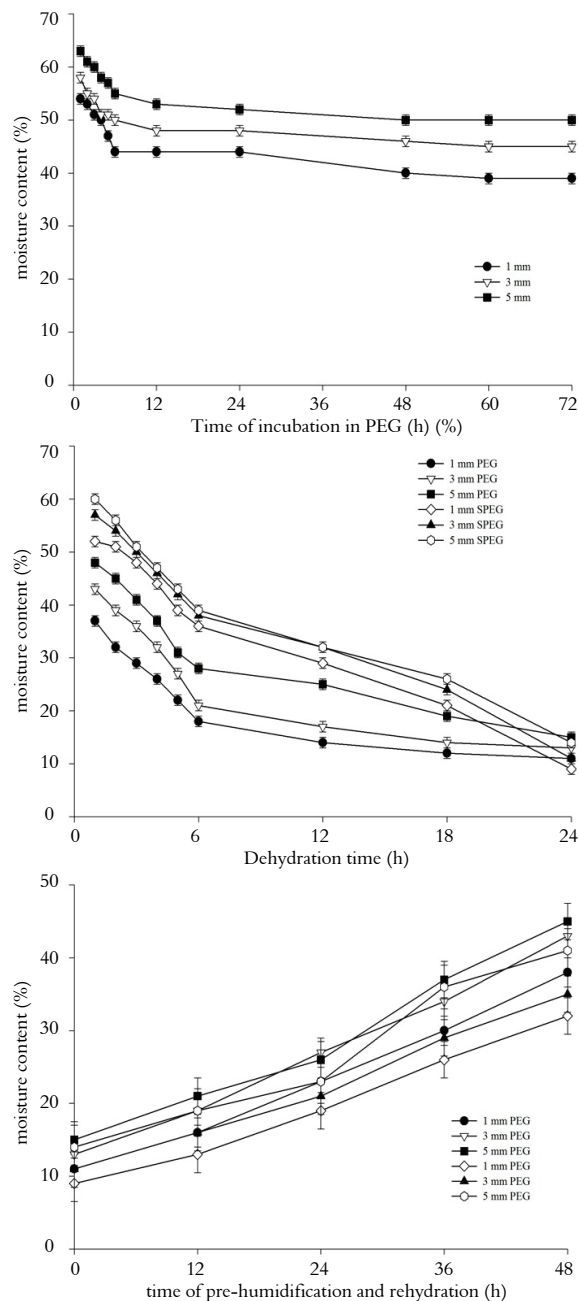 70
60
50
40
30
20
10
0
moisture content (%)
1 mm
3 mm
5 mm
0 12 24 36 48 60 72
Time of incubation in PEG (h) (%)
70
60
50
40
30
20
10
0
moisture content (%)
1 mm PEG
3 mm PEG
5 mm PEG
1 mm SPEG
3 mm SPEG
5 mm SPEG
0 6 12 18 24
Dehydration time (h)
50
40
30
20
10
0
moisture content (%)
1 mm PEG
3 mm PEG
5 mm PEG
1 mm PEG
3 mm PEG
5 mm PEG
0 12 24 36 48
time of pre-humidification and rehydration (h)